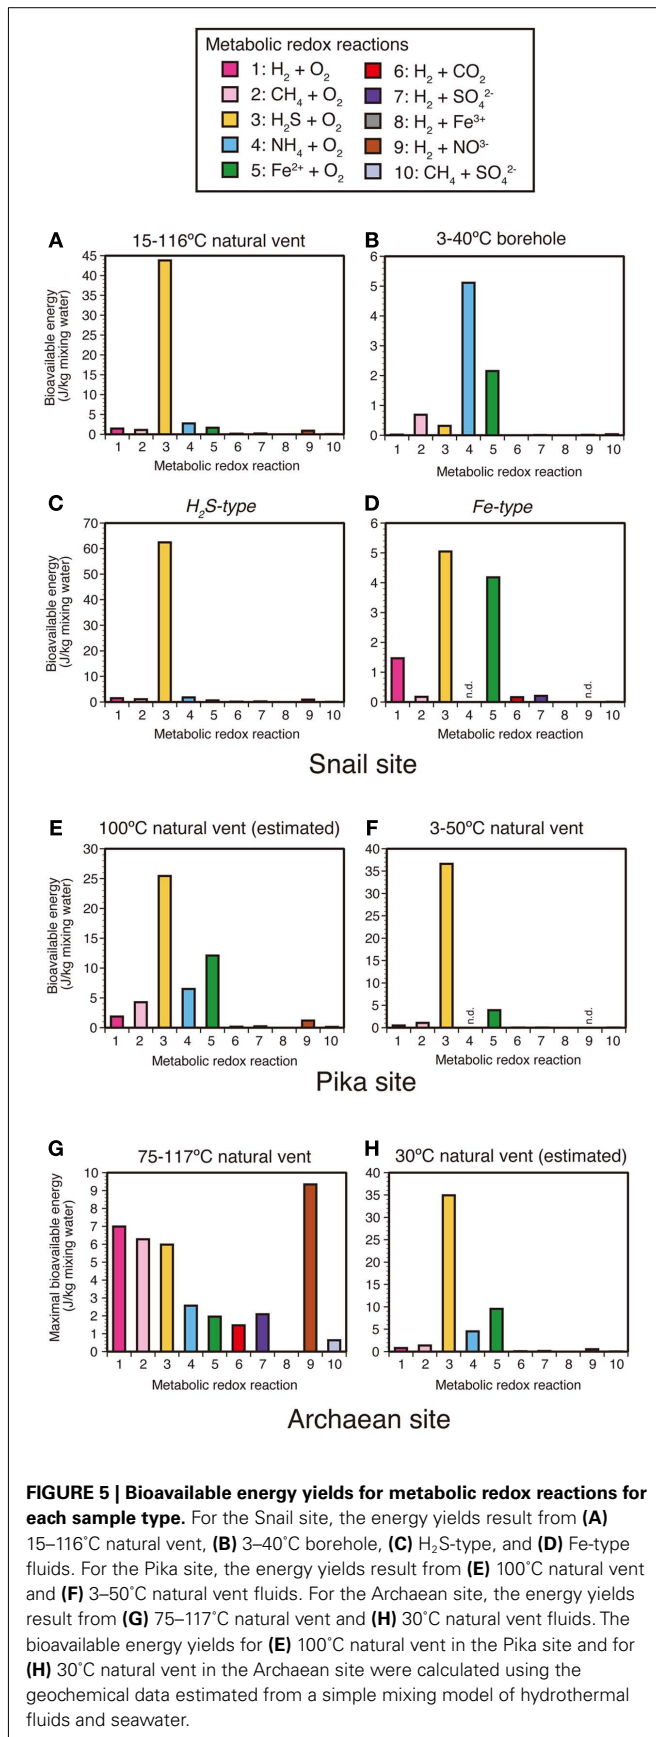 Metabolic redox reactions
1: H₂ + O₂
2: CH₄ + O₂
3: H₂S + O₂
4: NH₄ + O₂
5: Fe²⁺ + O₂
6: H₂ + CO₂
7: H₂ + SO₄²⁻
8: H₂ + Fe³⁺
9: H₂ + NO³⁻
10: CH₄ + SO₄²⁻
A
15-116ºC natural vent
Bioavailable energy
(J/kg mixing water)
45
40
35
30
25
20
15
10
5
0
1 2 3 4 5 6 7 8 9 10
Metabolic redox reaction
B
3-40ºC borehole
6
5
4
3
2
1
0
1 2 3 4 5 6 7 8 9 10
Metabolic redox reaction
C
H₂S-type
Bioavailable energy
(J/kg mixing water)
70
60
50
40
30
20
10
0
1 2 3 4 5 6 7 8 9 10
Metabolic redox reaction
D
Fe-type
6
5
4
3
2
1
0
n.d.
n.d.
1 2 3 4 5 6 7 8 9 10
Metabolic redox reaction
Snail site
E
100ºC natural vent (estimated)
Bioavailable energy
(J/kg mixing water)
30
25
20
15
10
5
0
1 2 3 4 5 6 7 8 9 10
Metabolic redox reaction
F
3-50ºC natural vent
40
35
30
25
20
15
10
5
0
n.d.
n.d.
1 2 3 4 5 6 7 8 9 10
Metabolic redox reaction
Pika site
G
75-117ºC natural vent
Maximal bioavailable energy
(J/kg mixing water)
10
9
8
7
6
5
4
3
2
1
0
1 2 3 4 5 6 7 8 9 10
Metabolic redox reaction
H
30ºC natural vent (estimated)
40
35
30
25
20
15
10
5
0
1 2 3 4 5 6 7 8 9 10
Metabolic redox reaction
Archaean site
FIGURE 5 | Bioavailable energy yields for metabolic redox reactions for
each sample type. For the Snail site, the energy yields result from (A)
15–116˚C natural vent, (B) 3–40˚C borehole, (C) H₂S-type, and (D) Fe-type
fluids. For the Pika site, the energy yields result from (E) 100˚C natural vent
and (F) 3–50˚C natural vent fluids. For the Archaean site, the energy yields
result from (G) 75–117˚C natural vent and (H) 30˚C natural vent fluids. The
bioavailable energy yields for (E) 100˚C natural vent in the Pika site and for
(H) 30˚C natural vent in the Archaean site were calculated using the
geochemical data estimated from a simple mixing model of hydrothermal
fluids and seawater.